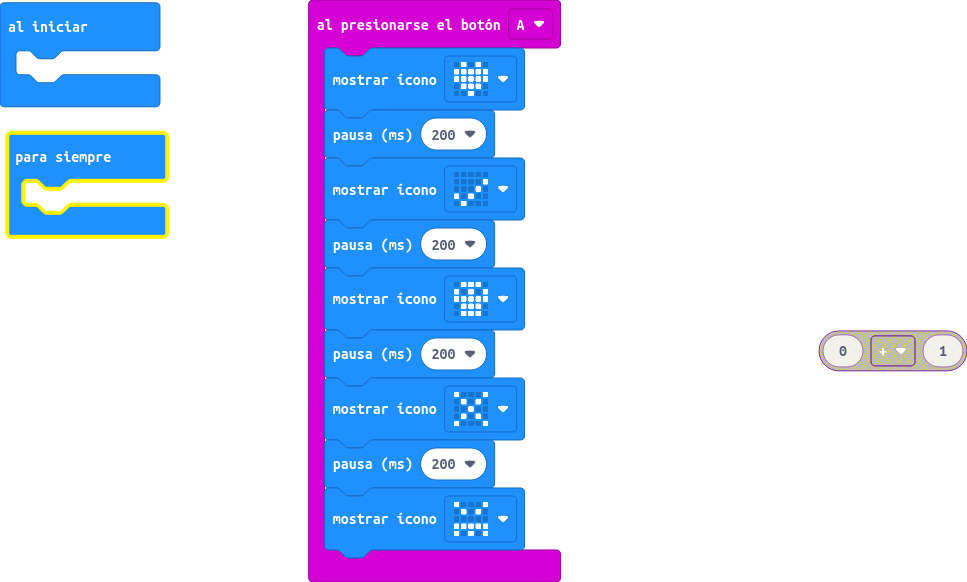 al iniciar
para siempre
al presionarse el botón A
mostrar ícono
pausa (ms) 200
mostrar ícono
pausa (ms) 200
mostrar ícono
pausa (ms) 200
mostrar ícono
pausa (ms) 200
mostrar ícono
0 + 1